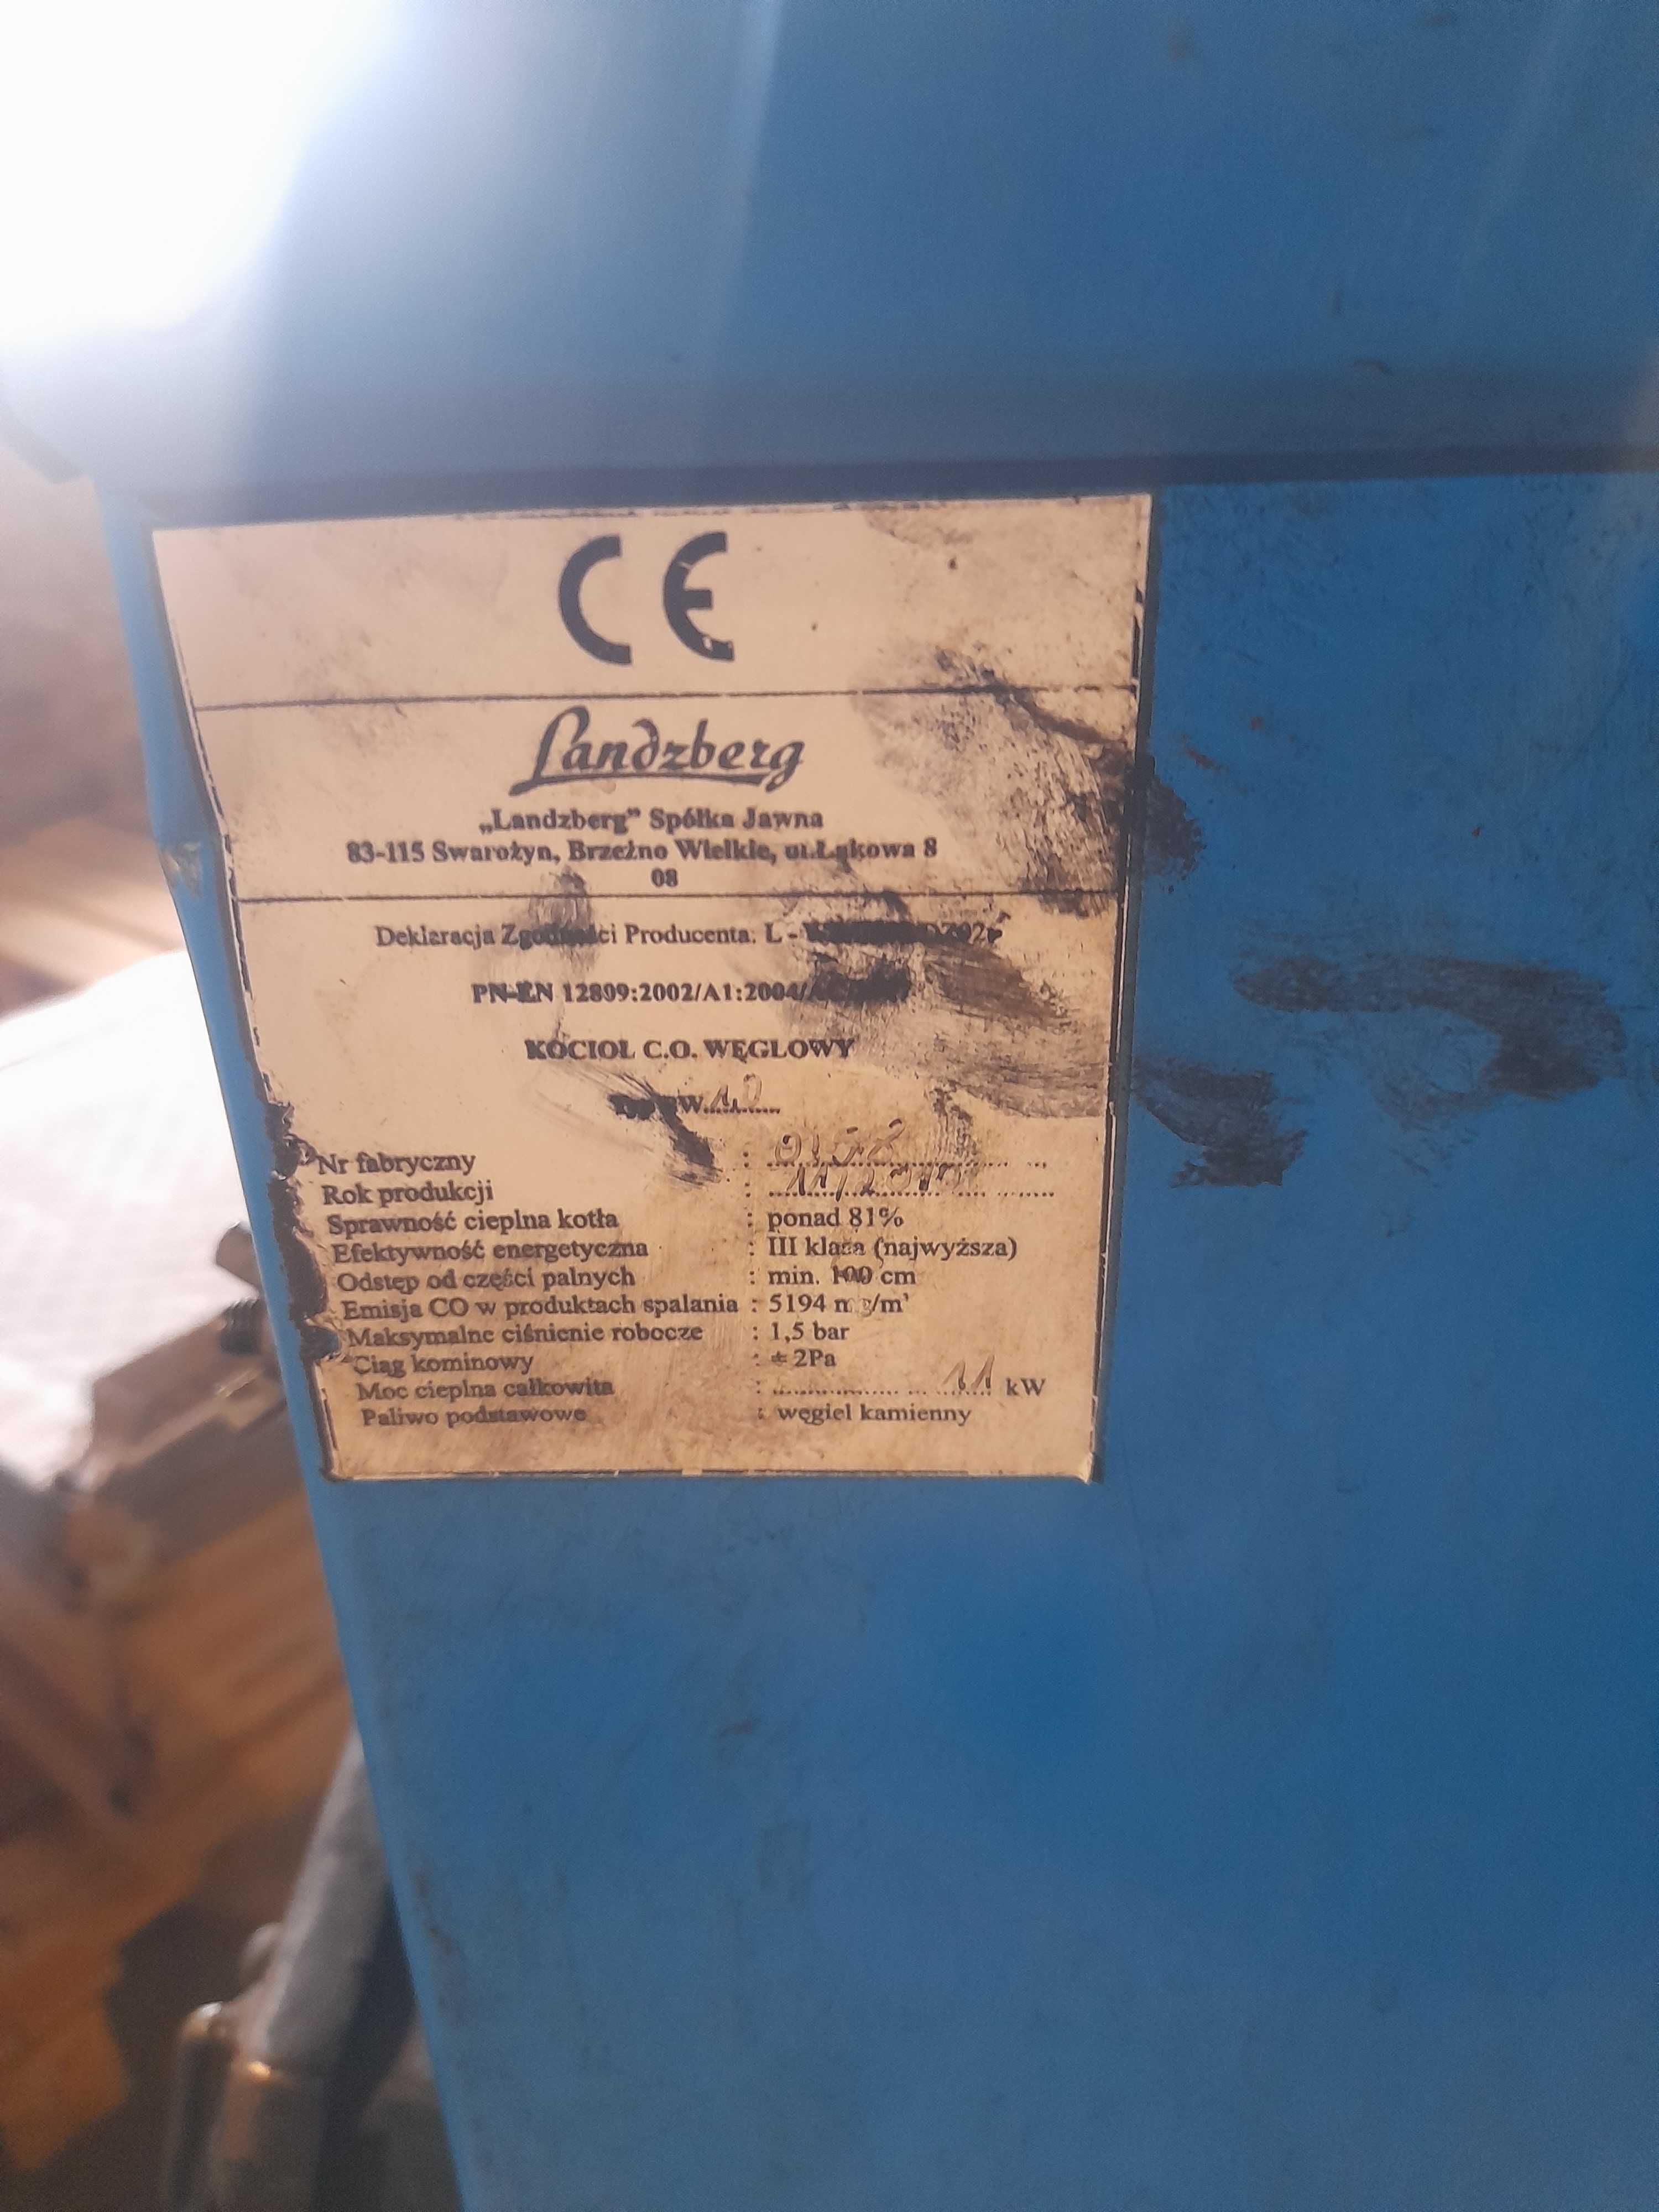 CE
Landzberg
„Landzberg” Spółka Jawna
83-115 Swarożyn, Brzeźno Wielkie, ul.Łąkowa 8
08
Deklaracja Zgodności Producenta: L -
PN-EN 12809:2002/A1:2004/
KOCIOŁ C.O. WĘGLOWY
Nr fabryczny :
Rok produkcji :
Sprawność cieplna kotła : ponad 81%
Efektywność energetyczna : III klasa (najwyższa)
Odstęp od części palnych : min. 100 cm
Emisja CO w produktach spalania : 5194 mg/m³
Maksymalne ciśnienie robocze : 1,5 bar
Ciąg kominowy : ± 2Pa
Moc cieplna całkowita : 11 kW
Paliwo podstawowe : węgiel kamienny